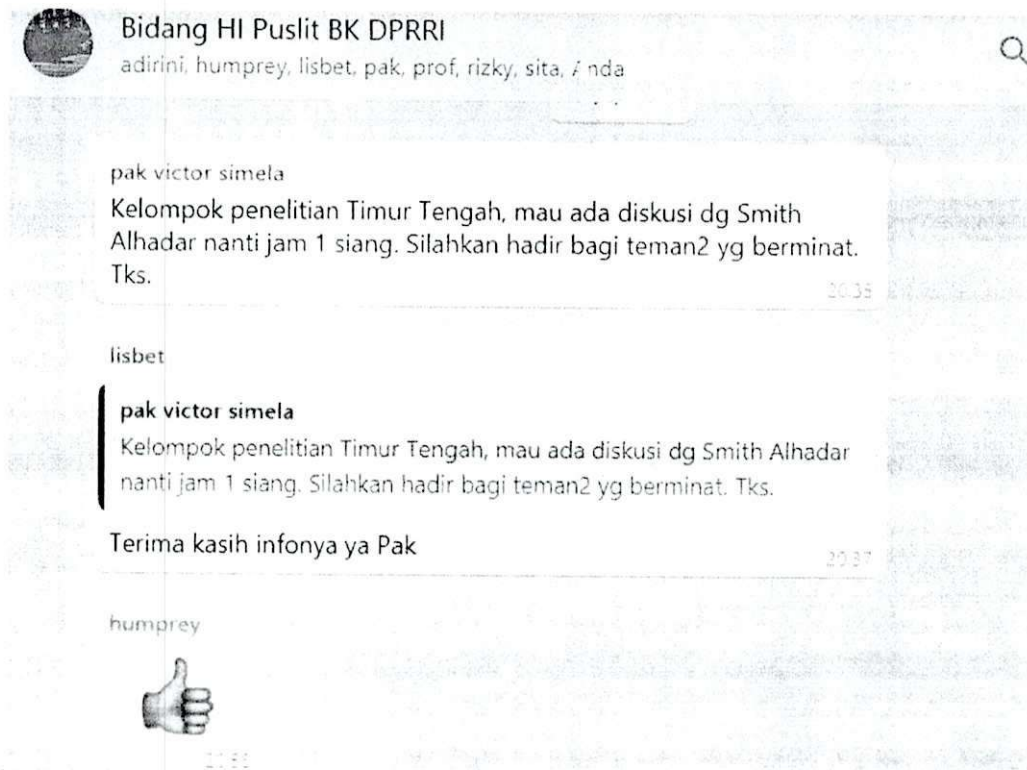 Bidang HI Puslit BK DPRRI
adirini, humprey, lisbet, pak, prof, rizky, sita, Anda
pak victor simela
Kelompok penelitian Timur Tengah, mau ada diskusi dg Smith
Alhadar nanti jam 1 siang. Silahkan hadir bagi teman2 yg berminat.
Tks.
20.35
lisbet
pak victor simela
Kelompok penelitian Timur Tengah, mau ada diskusi dg Smith Alhadar
nanti jam 1 siang. Silahkan hadir bagi teman2 yg berminat. Tks.
Terima kasih infonya ya Pak
20.37
humprey